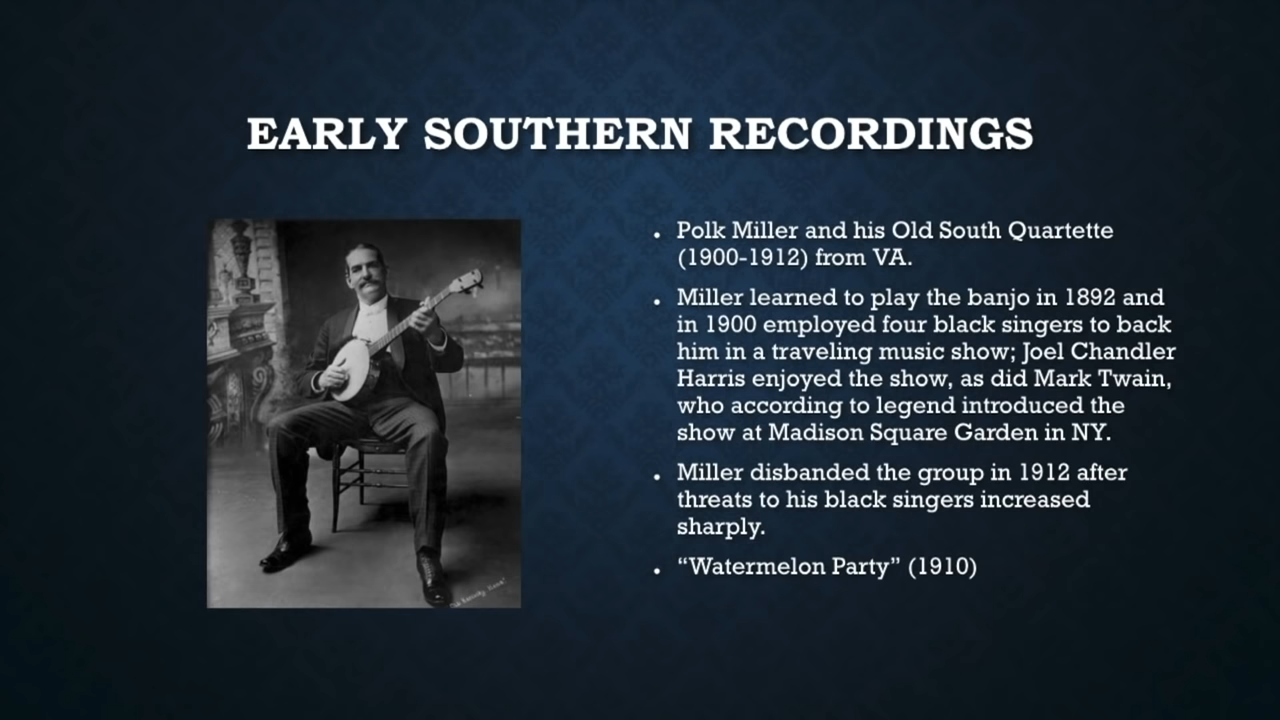 EARLY SOUTHERN RECORDINGS
• Polk Miller and his Old South Quartette
(1900-1912) from VA.
• Miller learned to play the banjo in 1892 and
in 1900 employed four black singers to back
him in a traveling music show; Joel Chandler
Harris enjoyed the show, as did Mark Twain,
who according to legend introduced the
show at Madison Square Garden in NY.
• Miller disbanded the group in 1912 after
threats to his black singers increased
sharply.
• “Watermelon Party” (1910)